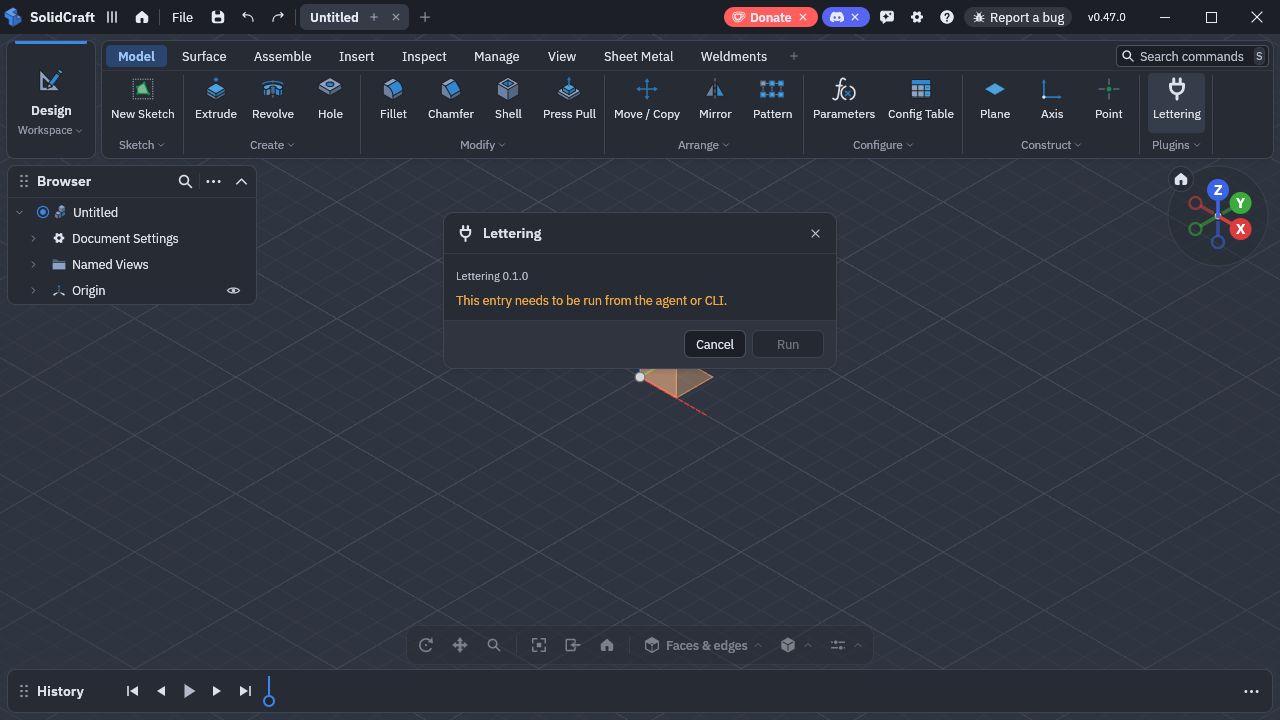 SolidCraft
File
Untitled
Donate
Report a bug
v0.47.0
Design
Workspace
Model
Surface
Assemble
Insert
Inspect
Manage
View
Sheet Metal
Weldments
Search commands
S
New Sketch
Extrude
Revolve
Hole
Fillet
Chamfer
Shell
Press Pull
Move / Copy
Mirror
Pattern
Parameters
Config Table
Plane
Axis
Point
Lettering
Sketch
Create
Modify
Arrange
Configure
Construct
Plugins
Browser
Untitled
Document Settings
Named Views
Origin
Z
Y
X
Lettering
Lettering 0.1.0
This entry needs to be run from the agent or CLI.
Cancel
Run
Faces & edges
History